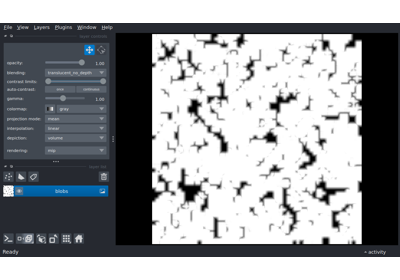 File View Layers Plugins Window Help
opacity: 1.00
blending: translucent_no_depth
contrast limits:
auto-contrast: once continuous
gamma: 1.00
colormap: gray
projection mode: mean
interpolation: linear
depiction: volume
rendering: mip
blobs
Ready activity